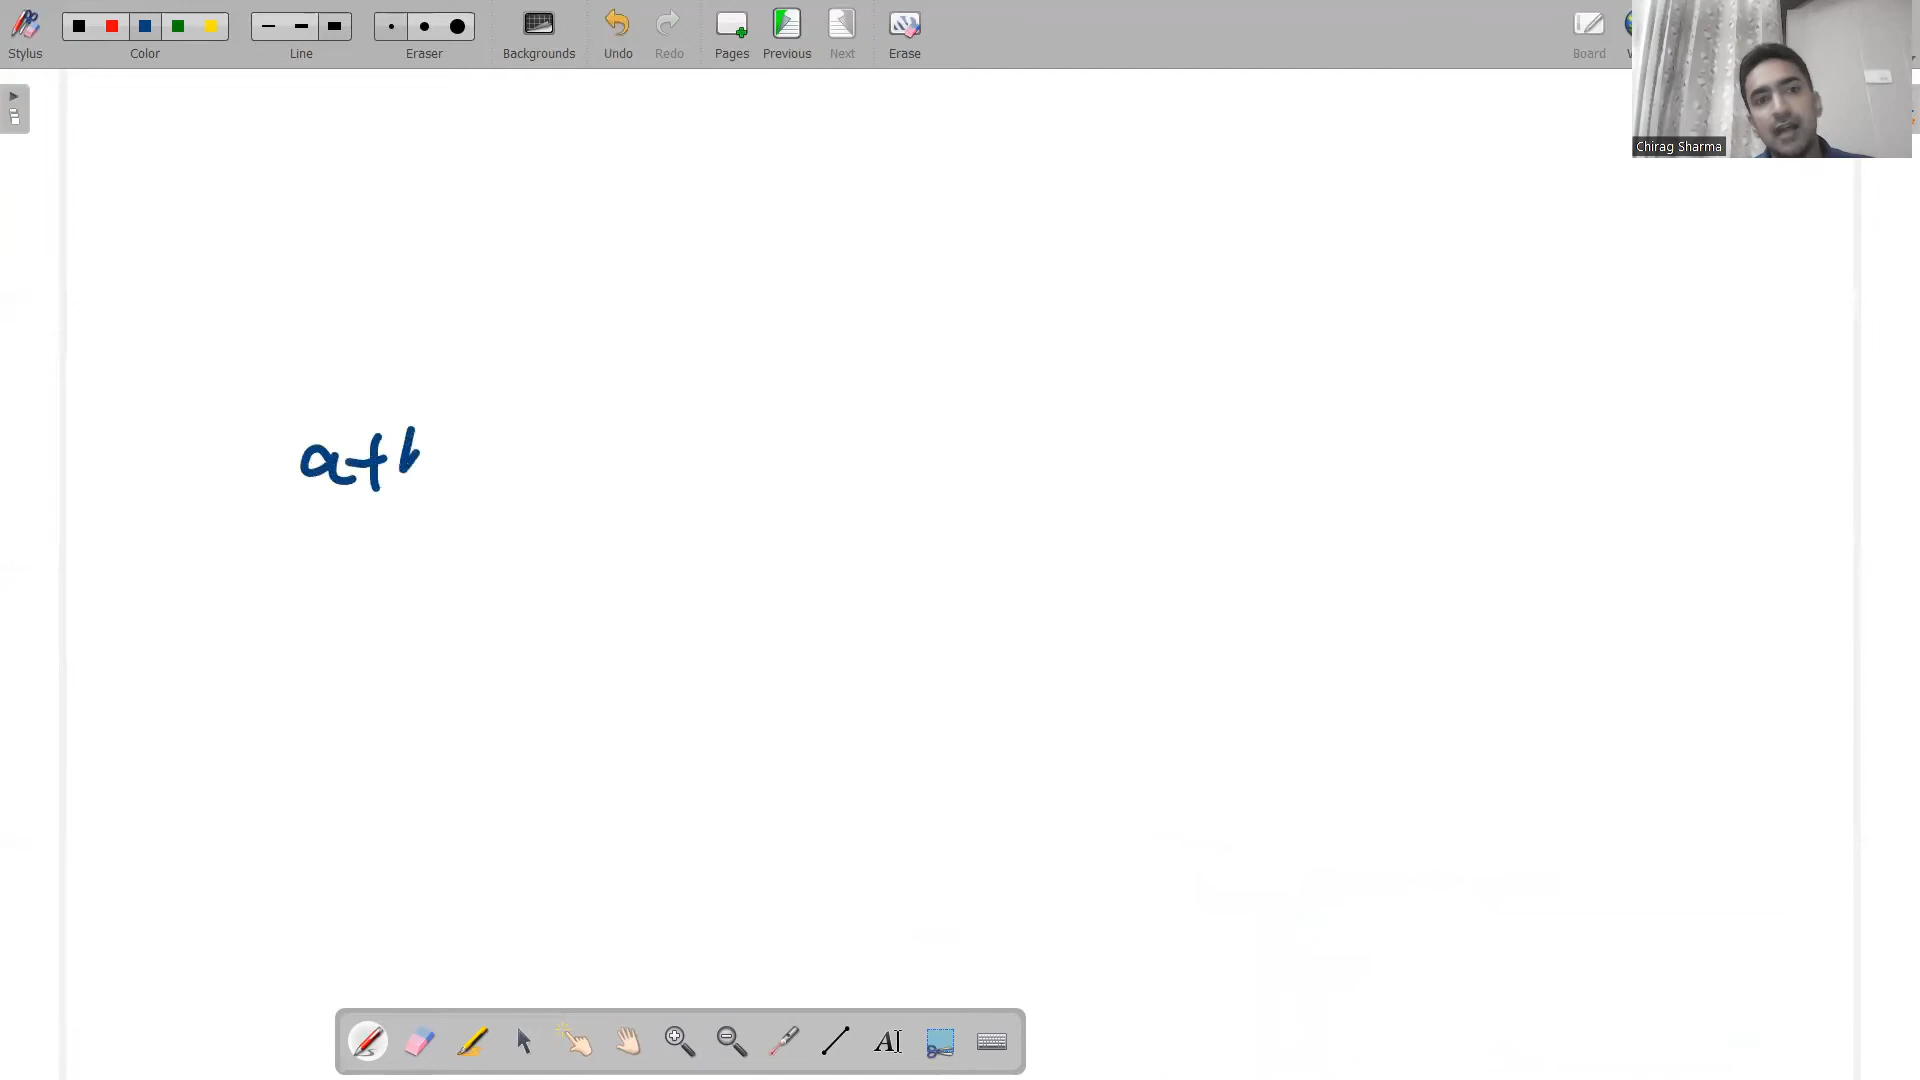 Stylus Color Line Eraser Backgrounds Undo Redo Pages Previous Next Erase Board
Chirag Sharma
a+b